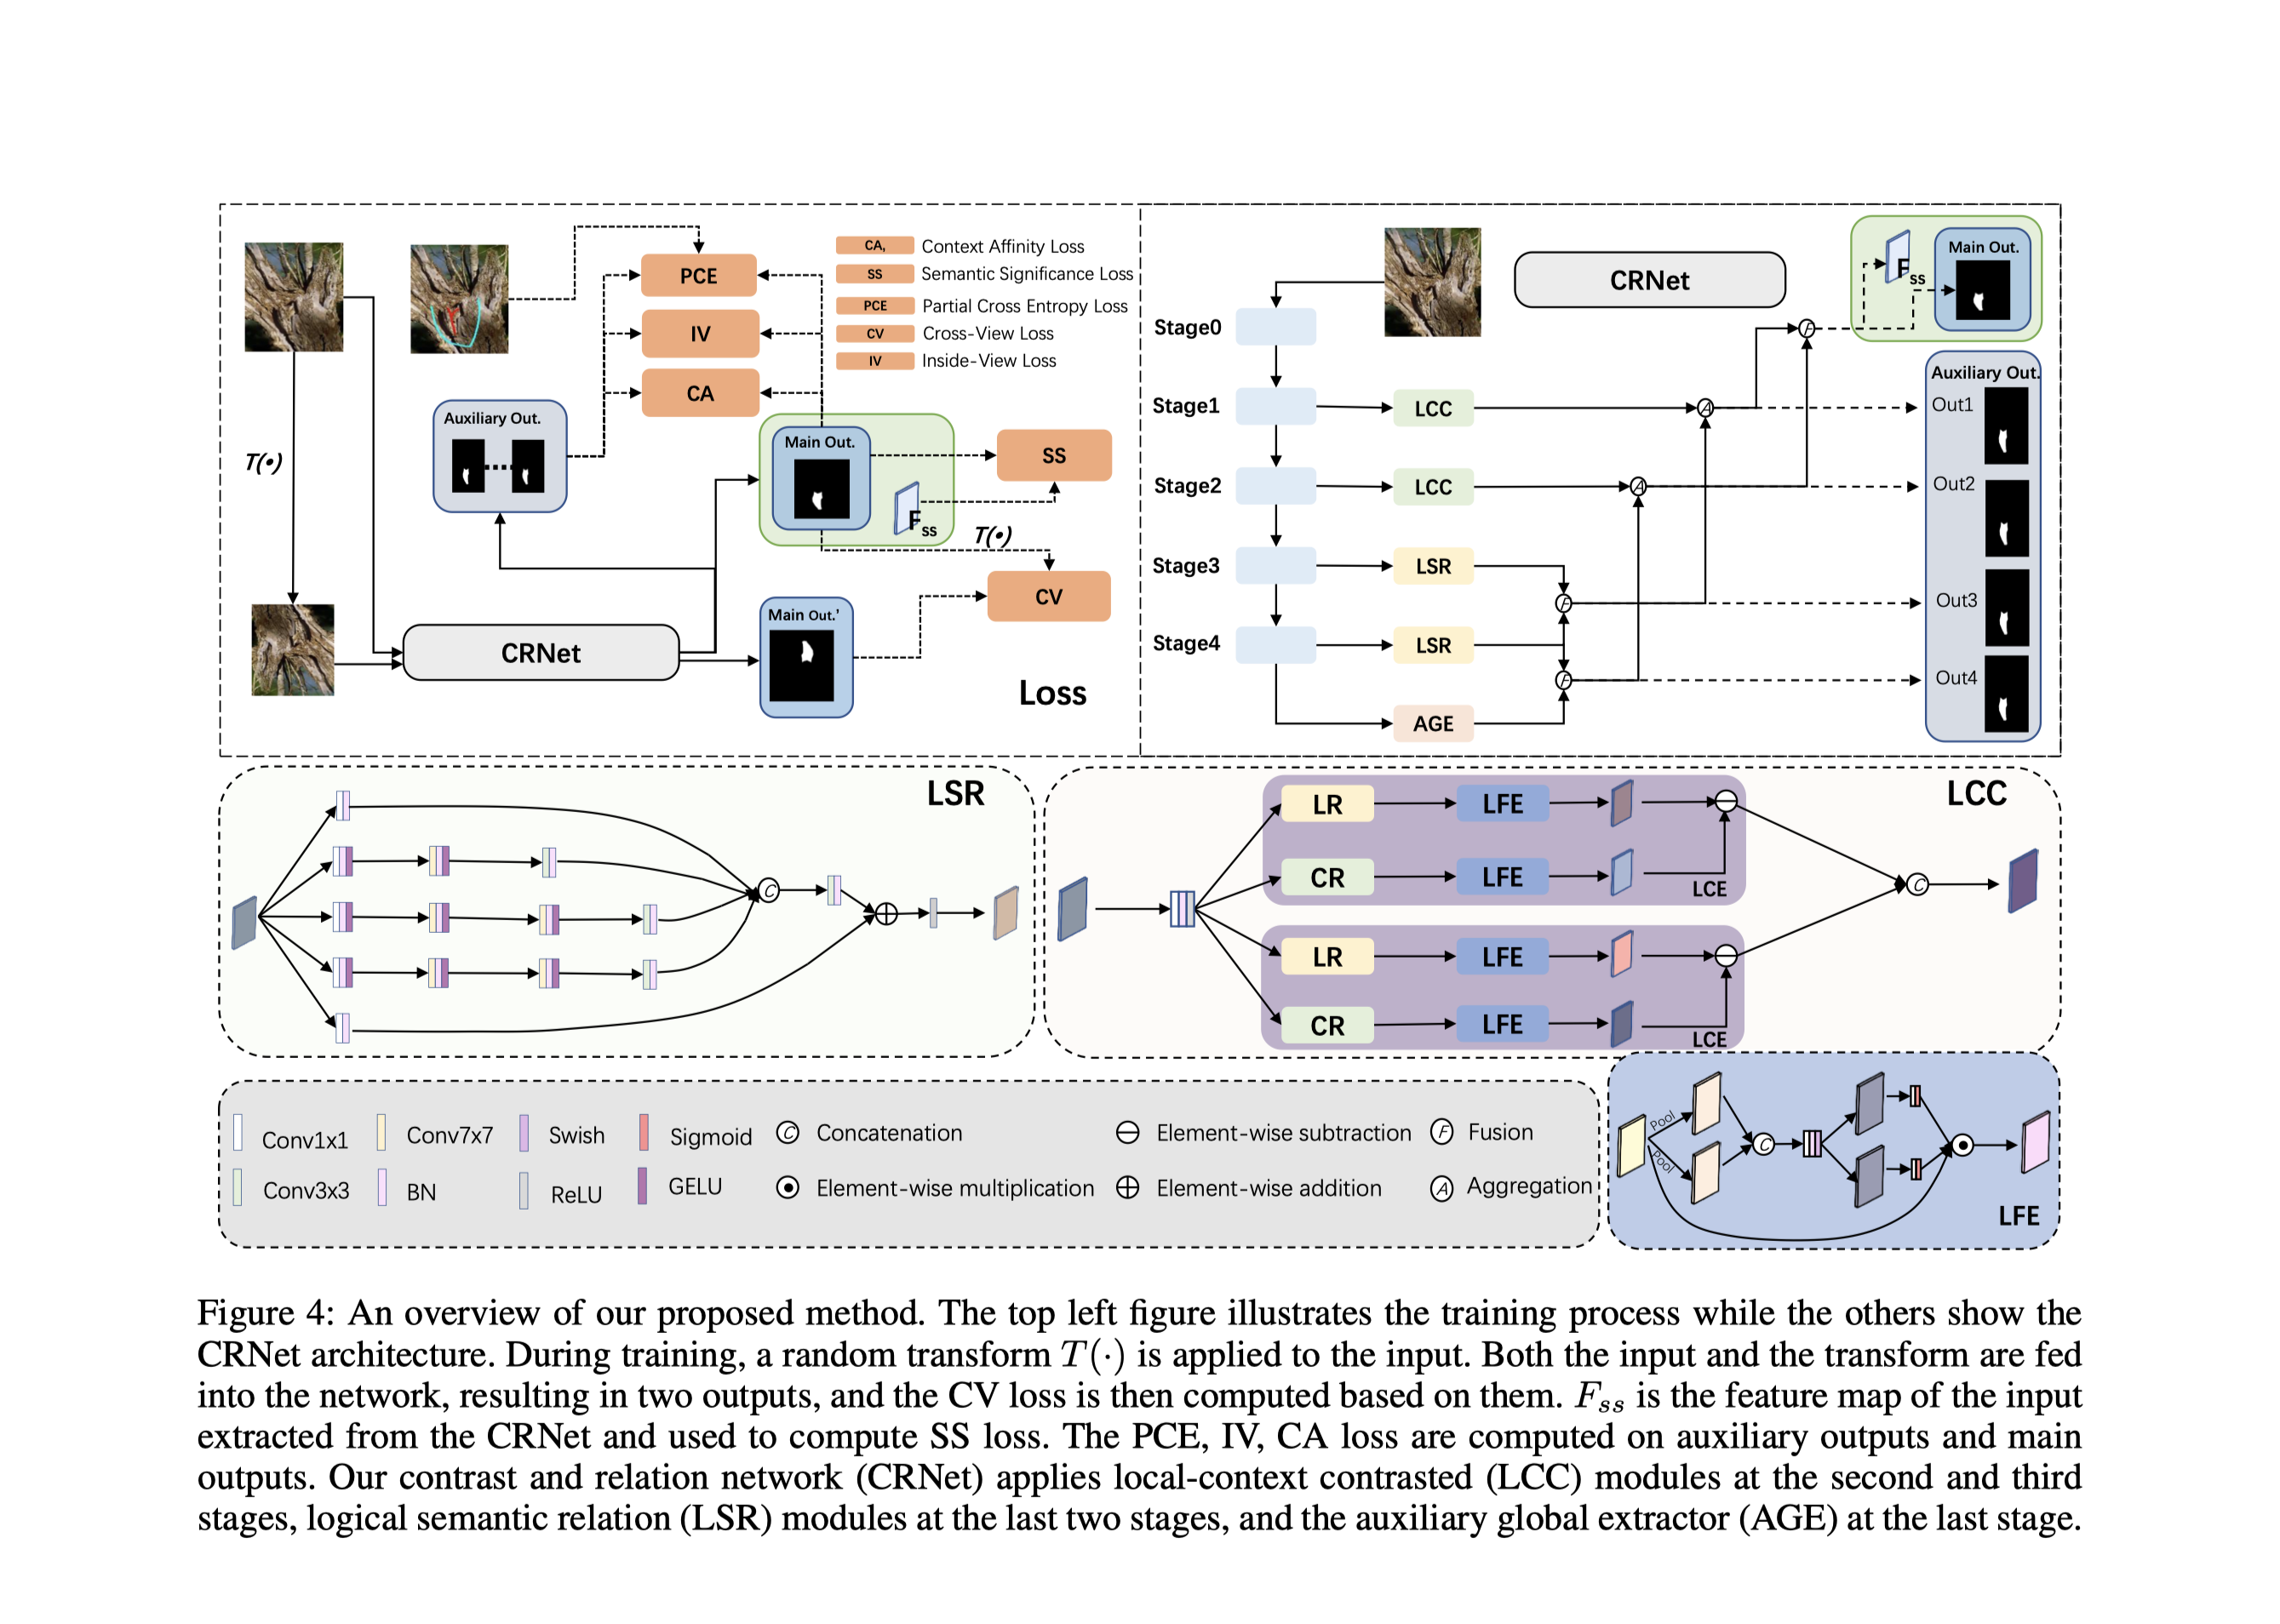 PCE
IV
CA
CA, Context Affinity Loss
SS Semantic Significance Loss
PCE Partial Cross Entropy Loss
CV Cross-View Loss
IV Inside-View Loss
T(•)
Auxiliary Out.
Main Out.
Fss
SS
T(•)
CV
Main Out.'
CRNet
Loss
CRNet
Fss
Main Out.
Stage0
Stage1 LCC A
Stage2 LCC A
Stage3 LSR
Stage4 LSR
AGE
F
F
F
Auxiliary Out.
Out1
Out2
Out3
Out4
LSR
C
LCC
LR LFE
CR LFE
LCE
LR LFE
CR LFE
LCE
C
Conv1x1 Conv7x7 Swish Sigmoid C Concatenation Element-wise subtraction F Fusion
Conv3x3 BN ReLU GELU Element-wise multiplication Element-wise addition A Aggregation
Pool
Pool
C
LFE
Figure 4: An overview of our proposed method. The top left figure illustrates the training process while the others show the
CRNet architecture. During training, a random transform T(·) is applied to the input. Both the input and the transform are fed
into the network, resulting in two outputs, and the CV loss is then computed based on them. Fss is the feature map of the input
extracted from the CRNet and used to compute SS loss. The PCE, IV, CA loss are computed on auxiliary outputs and main
outputs. Our contrast and relation network (CRNet) applies local-context contrasted (LCC) modules at the second and third
stages, logical semantic relation (LSR) modules at the last two stages, and the auxiliary global extractor (AGE) at the last stage.